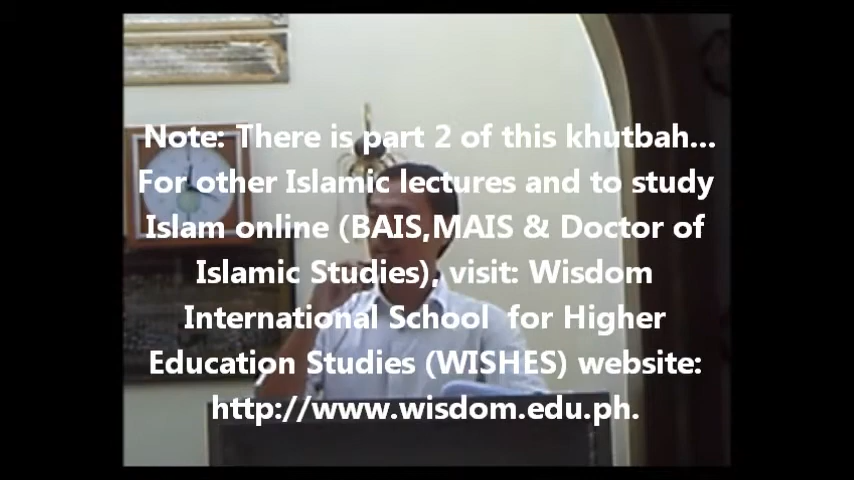 Note: There is part 2 of this khutbah...
For other Islamic lectures and to study
Islam online (BAIS,MAIS & Doctor of
Islamic Studies), visit: Wisdom
International School  for Higher
Education Studies (WISHES) website:
http://www.wisdom.edu.ph.